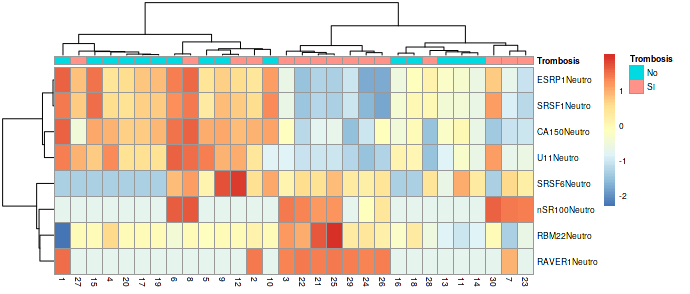 Trombosis
Trombosis
No
SI
1
0
-1
-2
ESRP1Neutro
SRSF1Neutro
CA150Neutro
U11Neutro
SRSF6Neutro
nSR100Neutro
RBM22Neutro
RAVER1Neutro
1 27 15 4 20 17 19 6 8 5 9 12 2 10 3 32 22 21 25 29 24 26 16 18 28 13 11 14 30 7 23